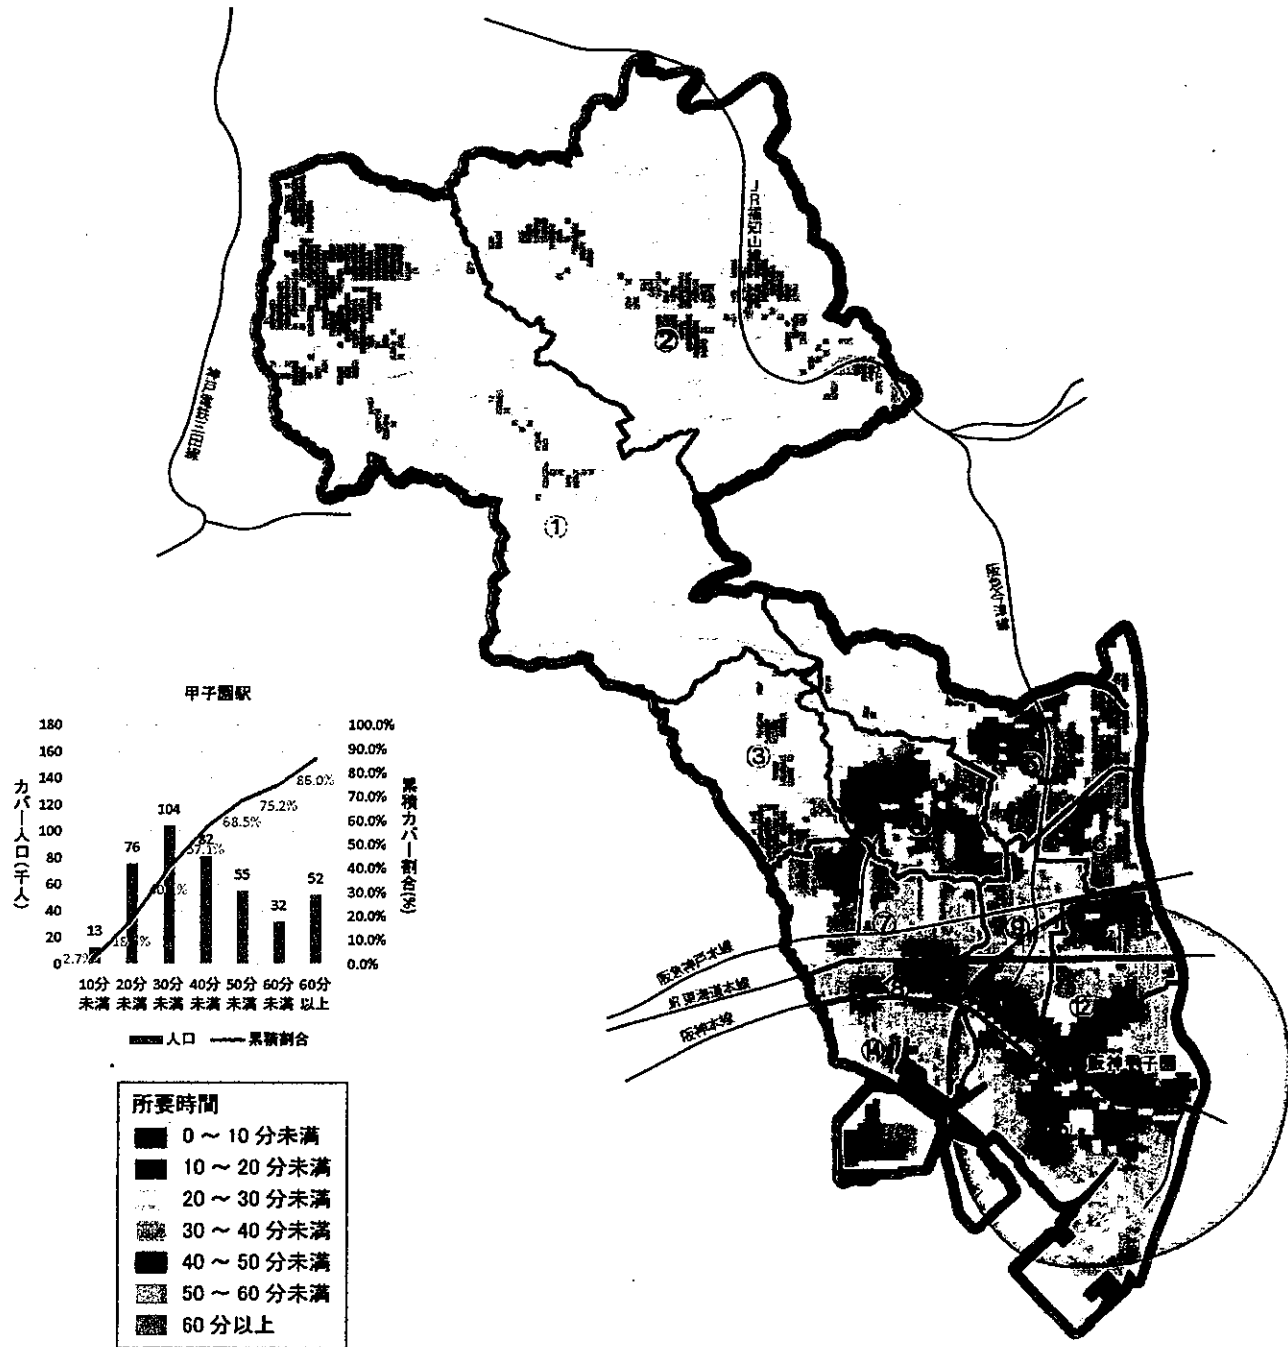 JR福知山線
②
神戸電鉄三田線
①
阪急今津線
甲子園駅
カバー人口(千人)
累積カバー割合(%)
180
160
140
120
100
80
60
40
20
0
100.0%
90.0%
80.0%
70.0%
60.0%
50.0%
40.0%
30.0%
20.0%
10.0%
0.0%
13
76
104
82
55
32
52
2.7%
57.1%
68.5%
75.2%
86.0%
10分未満
20分未満
30分未満
40分未満
50分未満
60分未満
60分以上
人口
累積割合
③
⑦
⑨
⑧
⑫
⑭
阪急神戸本線
JR東海道本線
阪神本線
阪神甲子園
所要時間
0 ~ 10 分未満
10 ~ 20 分未満
20 ~ 30 分未満
30 ~ 40 分未満
40 ~ 50 分未満
50 ~ 60 分未満
60 分以上